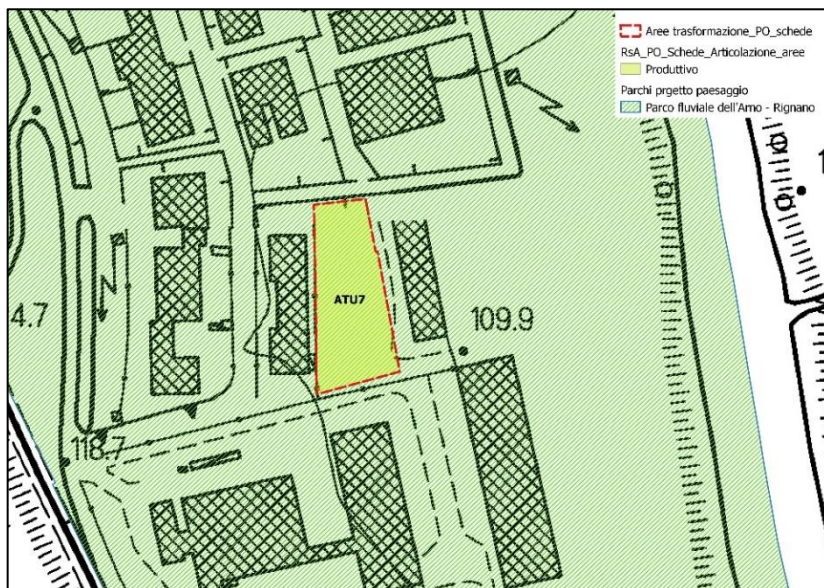 Aree trasformazione_PO_schede
RsA_PO_Schede_Articolazione_aree
Produttivo
Parchi prgetto paesaggio
Parco fluviale dell'Arno - Rignano
ATU7
4.7
109.9
118.7
1